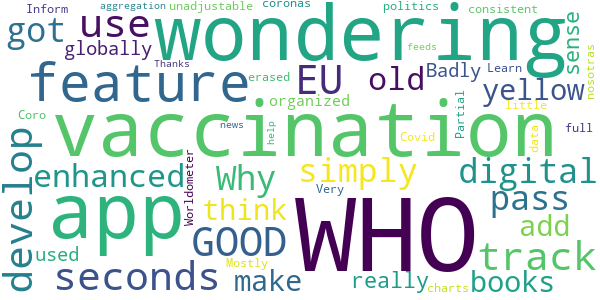 Inform aggregation unadjustable coronas politics consistent
got use wondering sense nosotras
globally Thanks feature EU old Badly Learn yellow
feeds erased organized little
Coro vaccination news help Covid Partial data full
develop enhanced Why simply digital
Worldometer Very pass
app think WHO add
used GOOD track
Mostly
seconds make really charts books